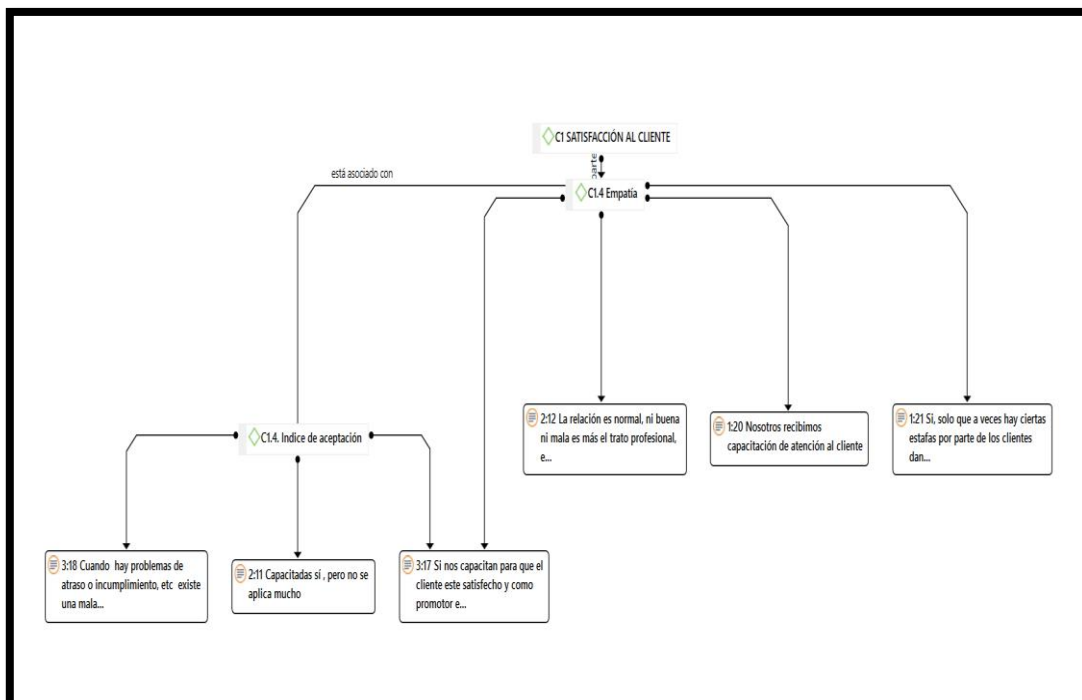 C1 SATISFACCIÓN AL CLIENTE
parte
está asociado con
C1.4 Empatía
2:12 La relación es normal, ni buena
ni mala es más el trato profesional,
e...
1:20 Nosotros recibimos
capacitación de atención al cliente
1:21 Si, solo que a veces hay ciertas
estafas por parte de los clientes
dan...
C1.4. Indice de aceptación
3:18 Cuando hay problemas de
atraso o incumplimiento, etc existe
una mala...
2:11 Capacitadas sí , pero no se
aplica mucho
3:17 Si nos capacitan para que el
cliente este satisfecho y como
promotor e...